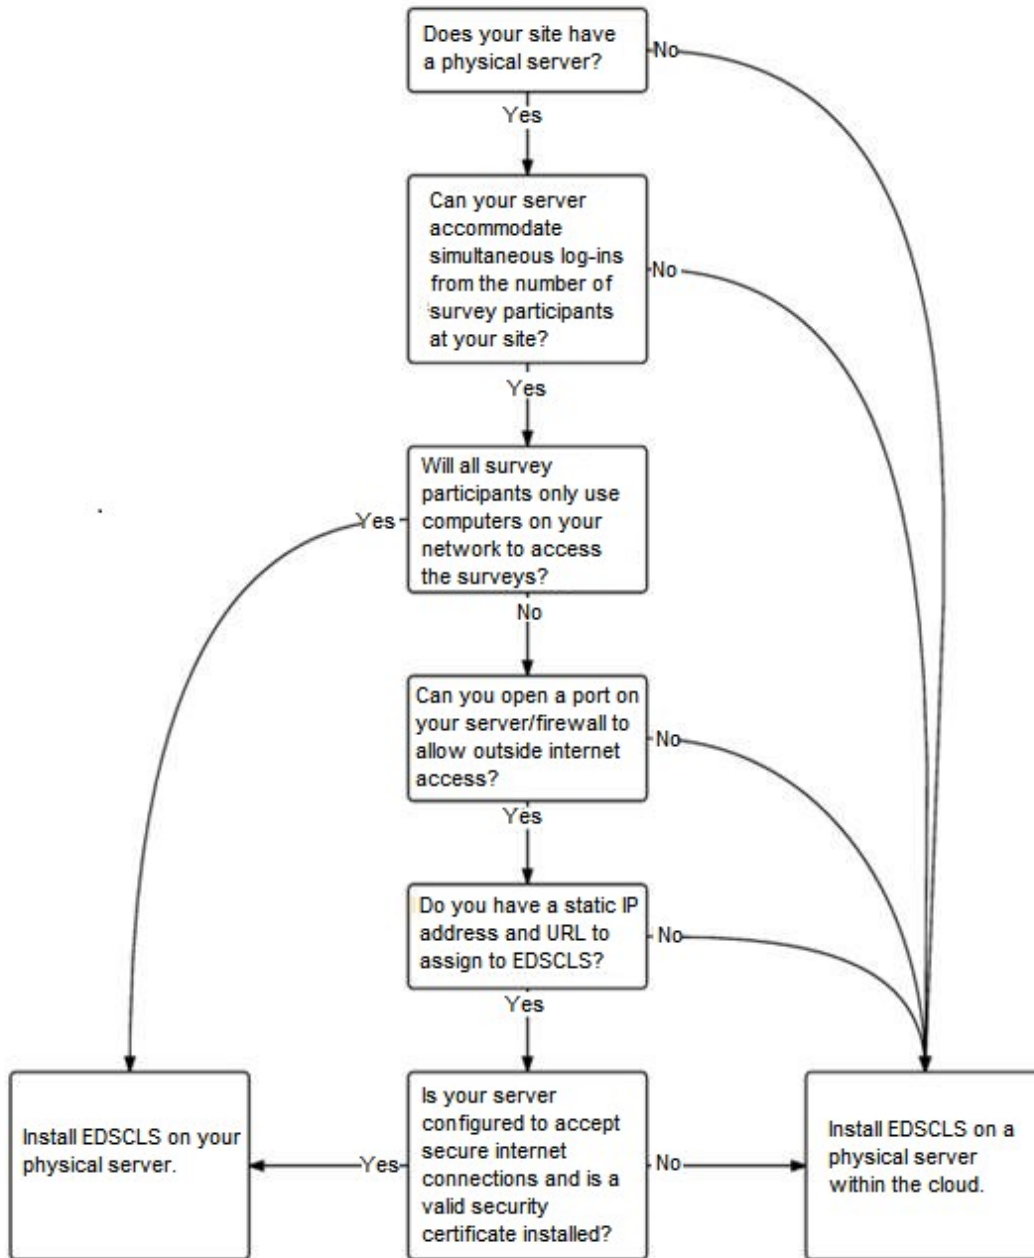 Does your site have
a physical server?
No
Yes
Can your server
accommodate
simultaneous log-ins
from the number of
survey participants
at your site?
No
Yes
Will all survey
participants only use
computers on your
network to access
the surveys?
Yes
No
Can you open a port on
your server/firewall to
allow outside internet
access?
No
Yes
Do you have a static IP
address and URL to
assign to EDSCLS?
No
Yes
Install EDSCLS on your
physical server.
Yes
Is your server
configured to accept
secure internet
connections and is a
valid security
certificate installed?
No
Install EDSCLS on a
physical server
within the cloud.